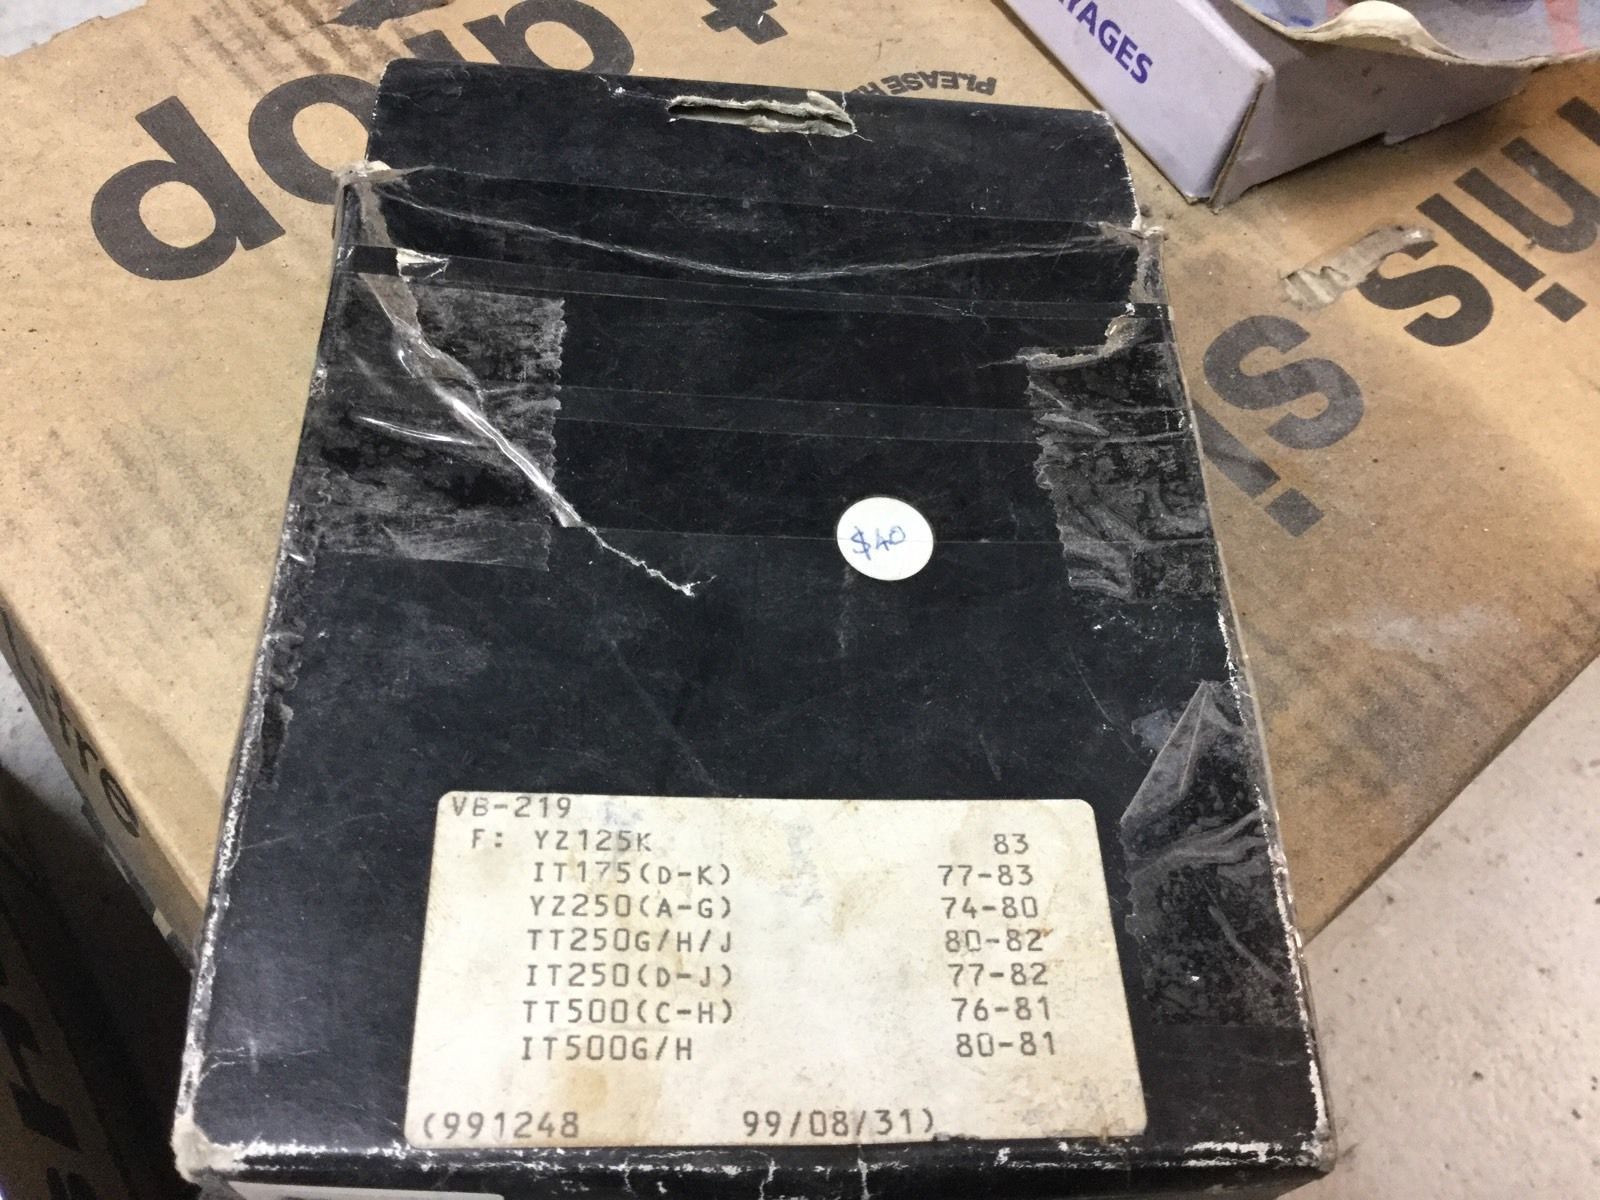 YAGES
PLEASE
$40
VB-219
F: YZ125K 83
IT175(D-K) 77-83
YZ250(A-G) 74-80
TT250G/H/J 80-82
IT250(D-J) 77-82
TT500(C-H) 76-81
IT500G/H 80-81
(991248 99/08/31)